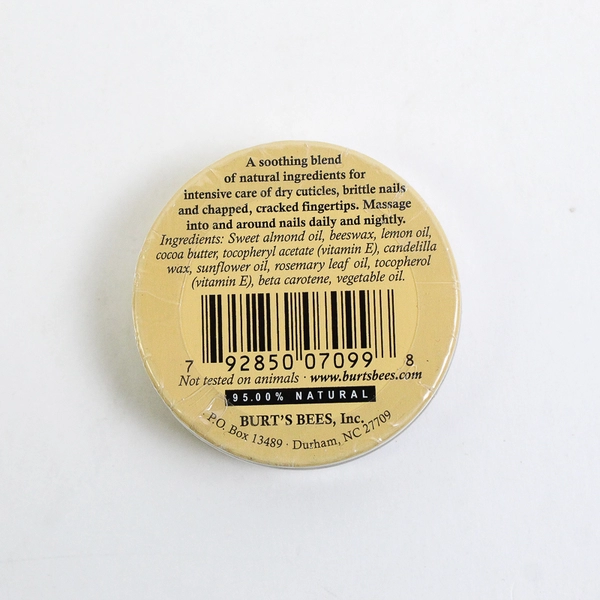 A soothing blend
of natural ingredients for
intensive care of dry cuticles, brittle nails
and chapped, cracked fingertips. Massage
into and around nails daily and nightly.
Ingredients: Sweet almond oil, beeswax, lemon oil,
cocoa butter, tocopheryl acetate (vitamin E), candelilla
wax, sunflower oil, rosemary leaf oil, tocopherol
(vitamin E), beta carotene, vegetable oil.
7 92850 07099 8
Not tested on animals · www.burtsbees.com
95.00% NATURAL
BURT'S BEES, Inc.
P.O. Box 13489 · Durham, NC 27709